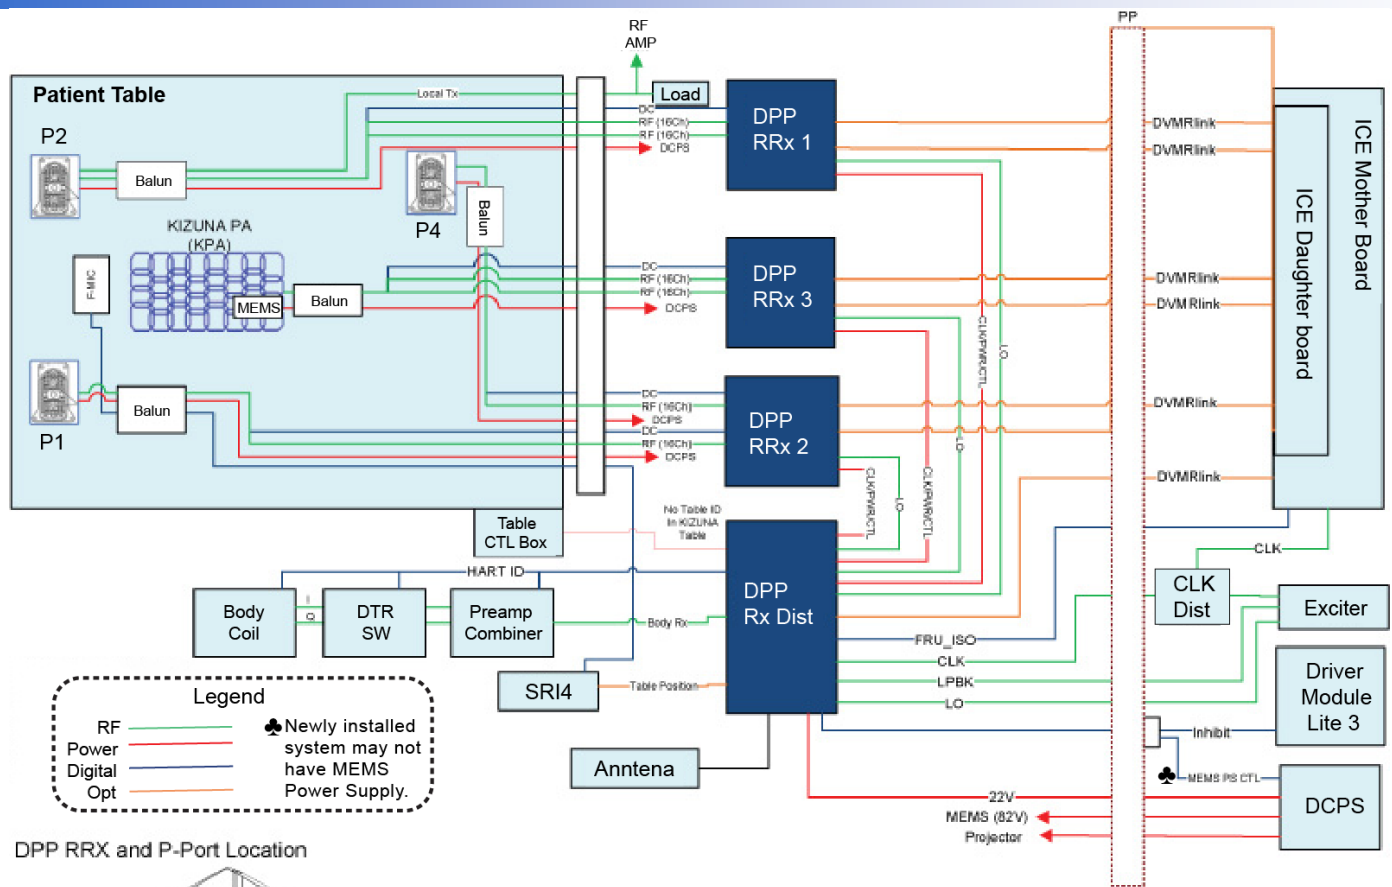 PP
RF
AMP
Patient Table
P2
Balun
Local Tx
Load
DC
RF (16Ch)
RF (16Ch)
DCPS
DPP
RRx 1
DVMRlink
DVMRlink
P4
Balun
KIZUNA PA
(KPA)
F-MIC
MEMS
Balun
DC
RF (16Ch)
RF (16Ch)
DCPS
DPP
RRx 3
DVMRlink
DVMRlink
ICE Mother Board
ICE Daughter board
CLK/PWR/CTL
LO
P1
Balun
DC
RF (16Ch)
DCPS
DC
RF (16Ch)
DCPS
DPP
RRx 2
LO
DVMRlink
DVMRlink
CLK/PWR/CTL
LO
CLK/PWR/CTL
Table
CTL Box
No Table ID
In KIZUNA
Table
HART ID
Body
Coil
I
Q
DTR
SW
Preamp
Combiner
Body Rx
DPP
Rx Dist
SRI4
Table Position
Anntena
FRU_ISO
CLK
LPBK
LO
CLK
CLK
Dist
Exciter
Driver
Module
Lite 3
Inhibit
♣
MEMS PS CTL
DCPS
22V
MEMS (82V)
Projector
Legend
RF
Power
Digital
Opt
♣ Newly installed
system may not
have MEMS
Power Supply.
DPP RRX and P-Port Location